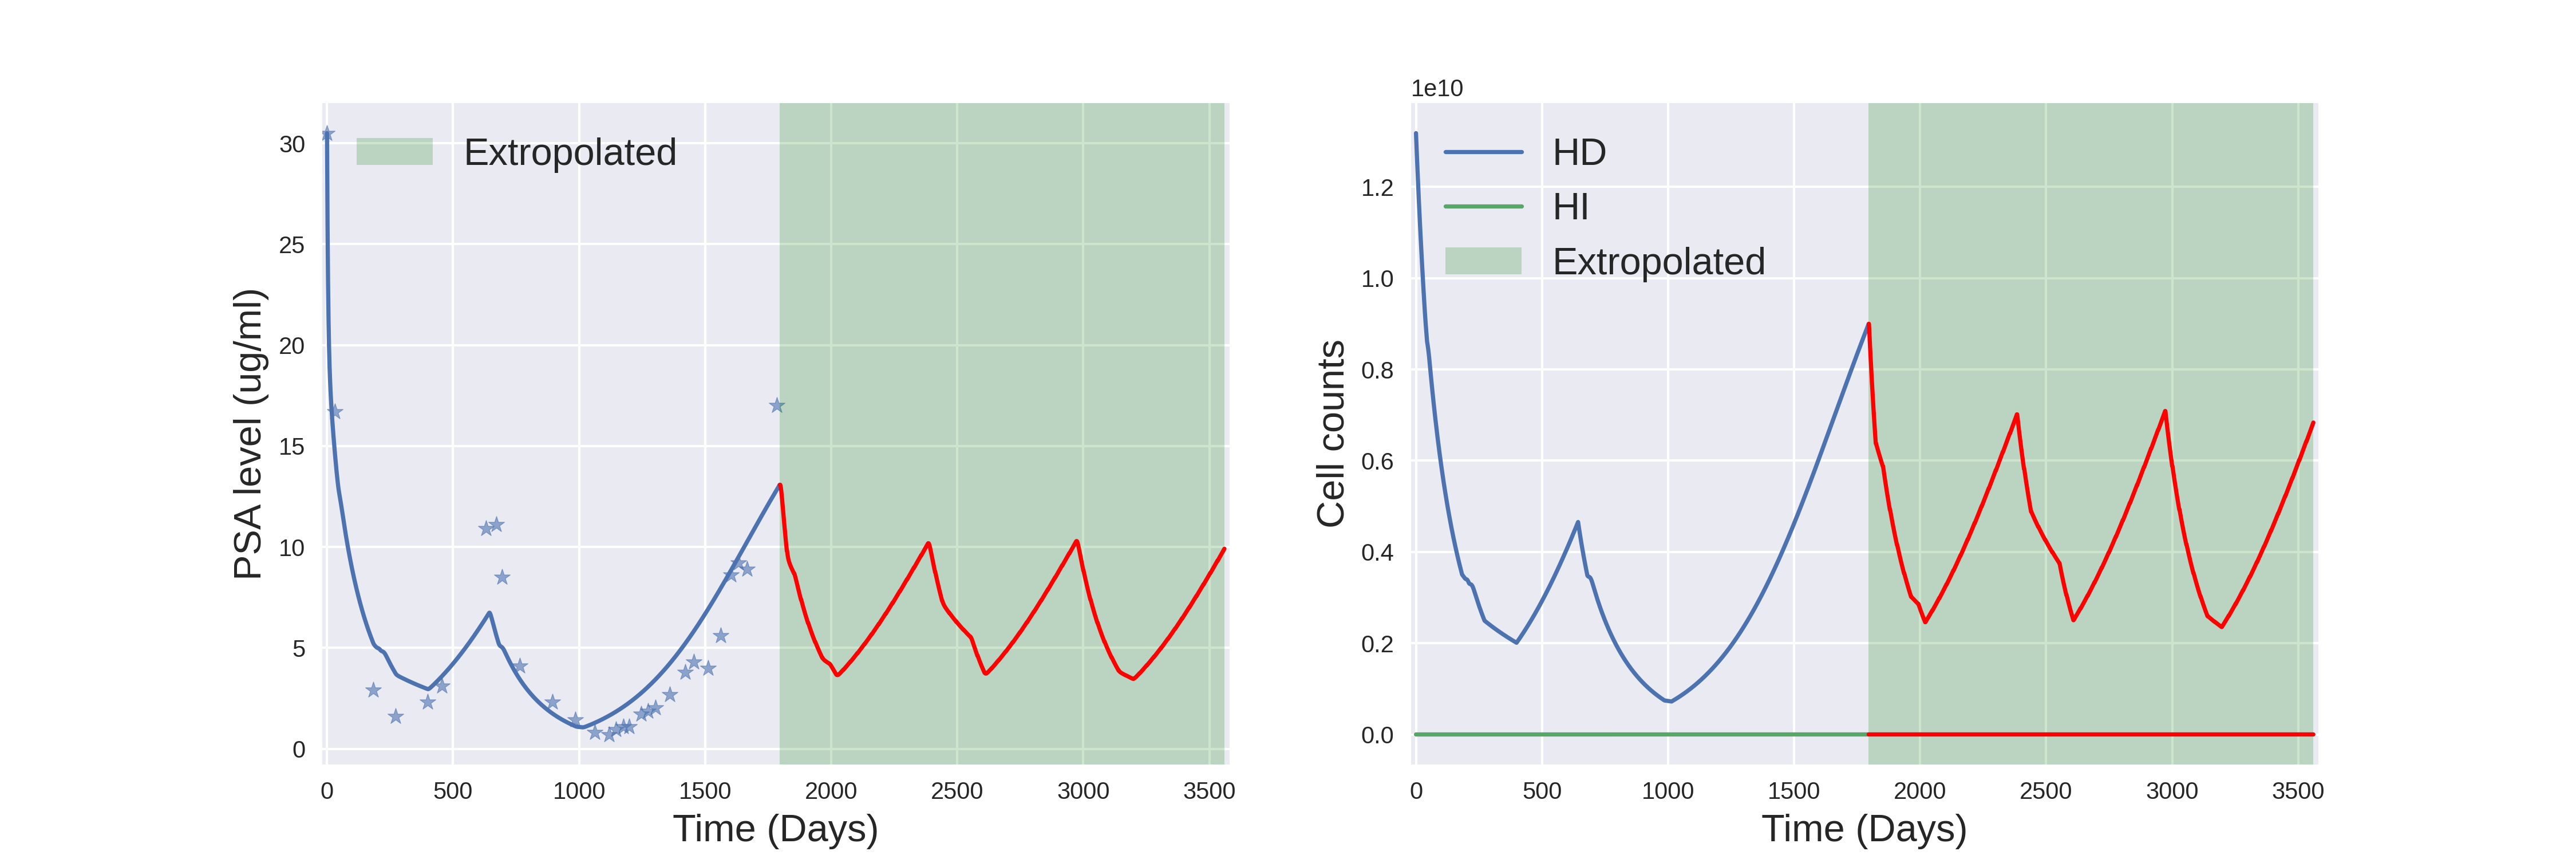 30
25
20
15
10
5
0
PSA level (ug/ml)
Extropolated
0 500 1000 1500 2000 2500 3000 3500
Time (Days)
1e10
1.2
1.0
0.8
0.6
0.4
0.2
0.0
Cell counts
HD
HI
Extropolated
0 500 1000 1500 2000 2500 3000 3500
Time (Days)